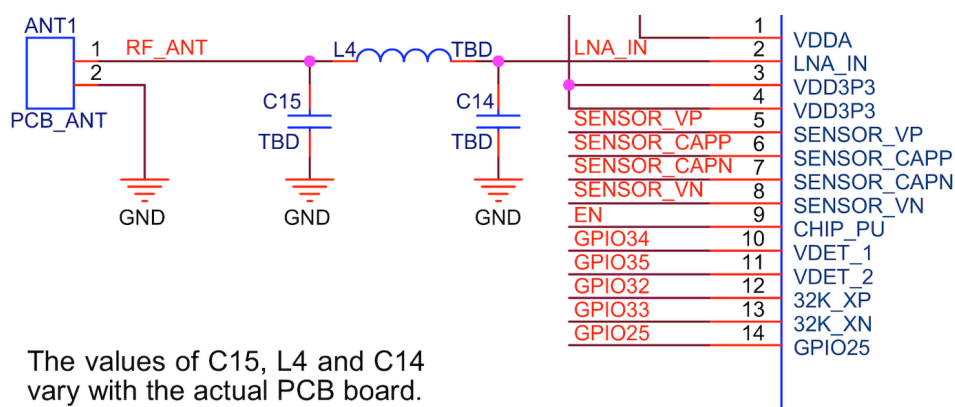 ANT1
1
RF_ANT
2
PCB_ANT
GND
C15
TBD
GND
L4
TBD
C14
TBD
GND
LNA_IN
SENSOR_VP
SENSOR_CAPP
SENSOR_CAPN
SENSOR_VN
EN
GPIO34
GPIO35
GPIO32
GPIO33
GPIO25
1
2
3
4
5
6
7
8
9
10
11
12
13
14
VDDA
LNA_IN
VDD3P3
VDD3P3
SENSOR_VP
SENSOR_CAPP
SENSOR_CAPN
SENSOR_VN
CHIP_PU
VDET_1
VDET_2
32K_XP
32K_XN
GPIO25
The values of C15, L4 and C14
vary with the actual PCB board.